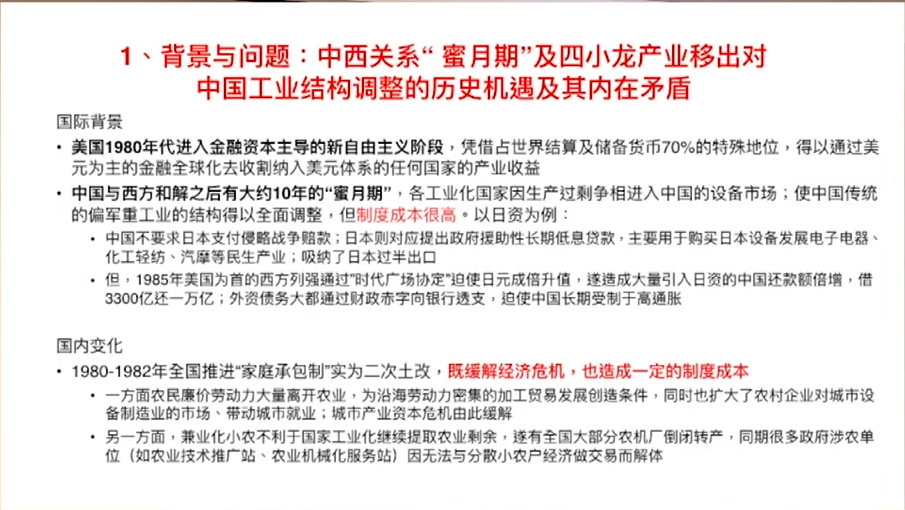 1、背景与问题：中西关系“ 蜜月期”及四小龙产业移出对
中国工业结构调整的历史机遇及其内在矛盾
国际背景
• 美国1980年代进入金融资本主导的新自由主义阶段，凭借占世界结算及储备货币70%的特殊地位，得以通过美
元为主的金融全球化去收割纳入美元体系的任何国家的产业收益
• 中国与西方和解之后有大约10年的“蜜月期”，各工业化国家因生产过剩争相进入中国的设备市场；使中国传统
的偏军重工业的结构得以全面调整，但制度成本很高。以日资为例：
• 中国不要求日本支付侵略战争赔款；日本则对应提出政府援助性长期低息贷款，主要用于购买日本设备发展电子电器、
化工轻纺、汽摩等民生产业；吸纳了日本过半出口
• 但，1985年美国为首的西方列强通过"时代广场协定"迫使日元成倍升值，遂造成大量引入日资的中国还款额倍增，借
3300亿还一万亿；外资债务大都通过财政赤字向银行透支，迫使中国长期受制于高通胀
国内变化
• 1980-1982年全国推进“家庭承包制”实为二次土改，既缓解经济危机，也造成一定的制度成本
• 一方面农民廉价劳动力大量离开农业，为沿海劳动力密集的加工贸易发展创造条件，同时也扩大了农村企业对城市设
备制造业的市场、带动城市就业；城市产业资本危机由此缓解
• 另一方面，兼业化小农不利于国家工业化继续提取农业剩余，遂有全国大部分农机厂倒闭转产，同期很多政府涉农单
位（如农业技术推广站、农业机械化服务站）因无法与分散小农户经济做交易而解体